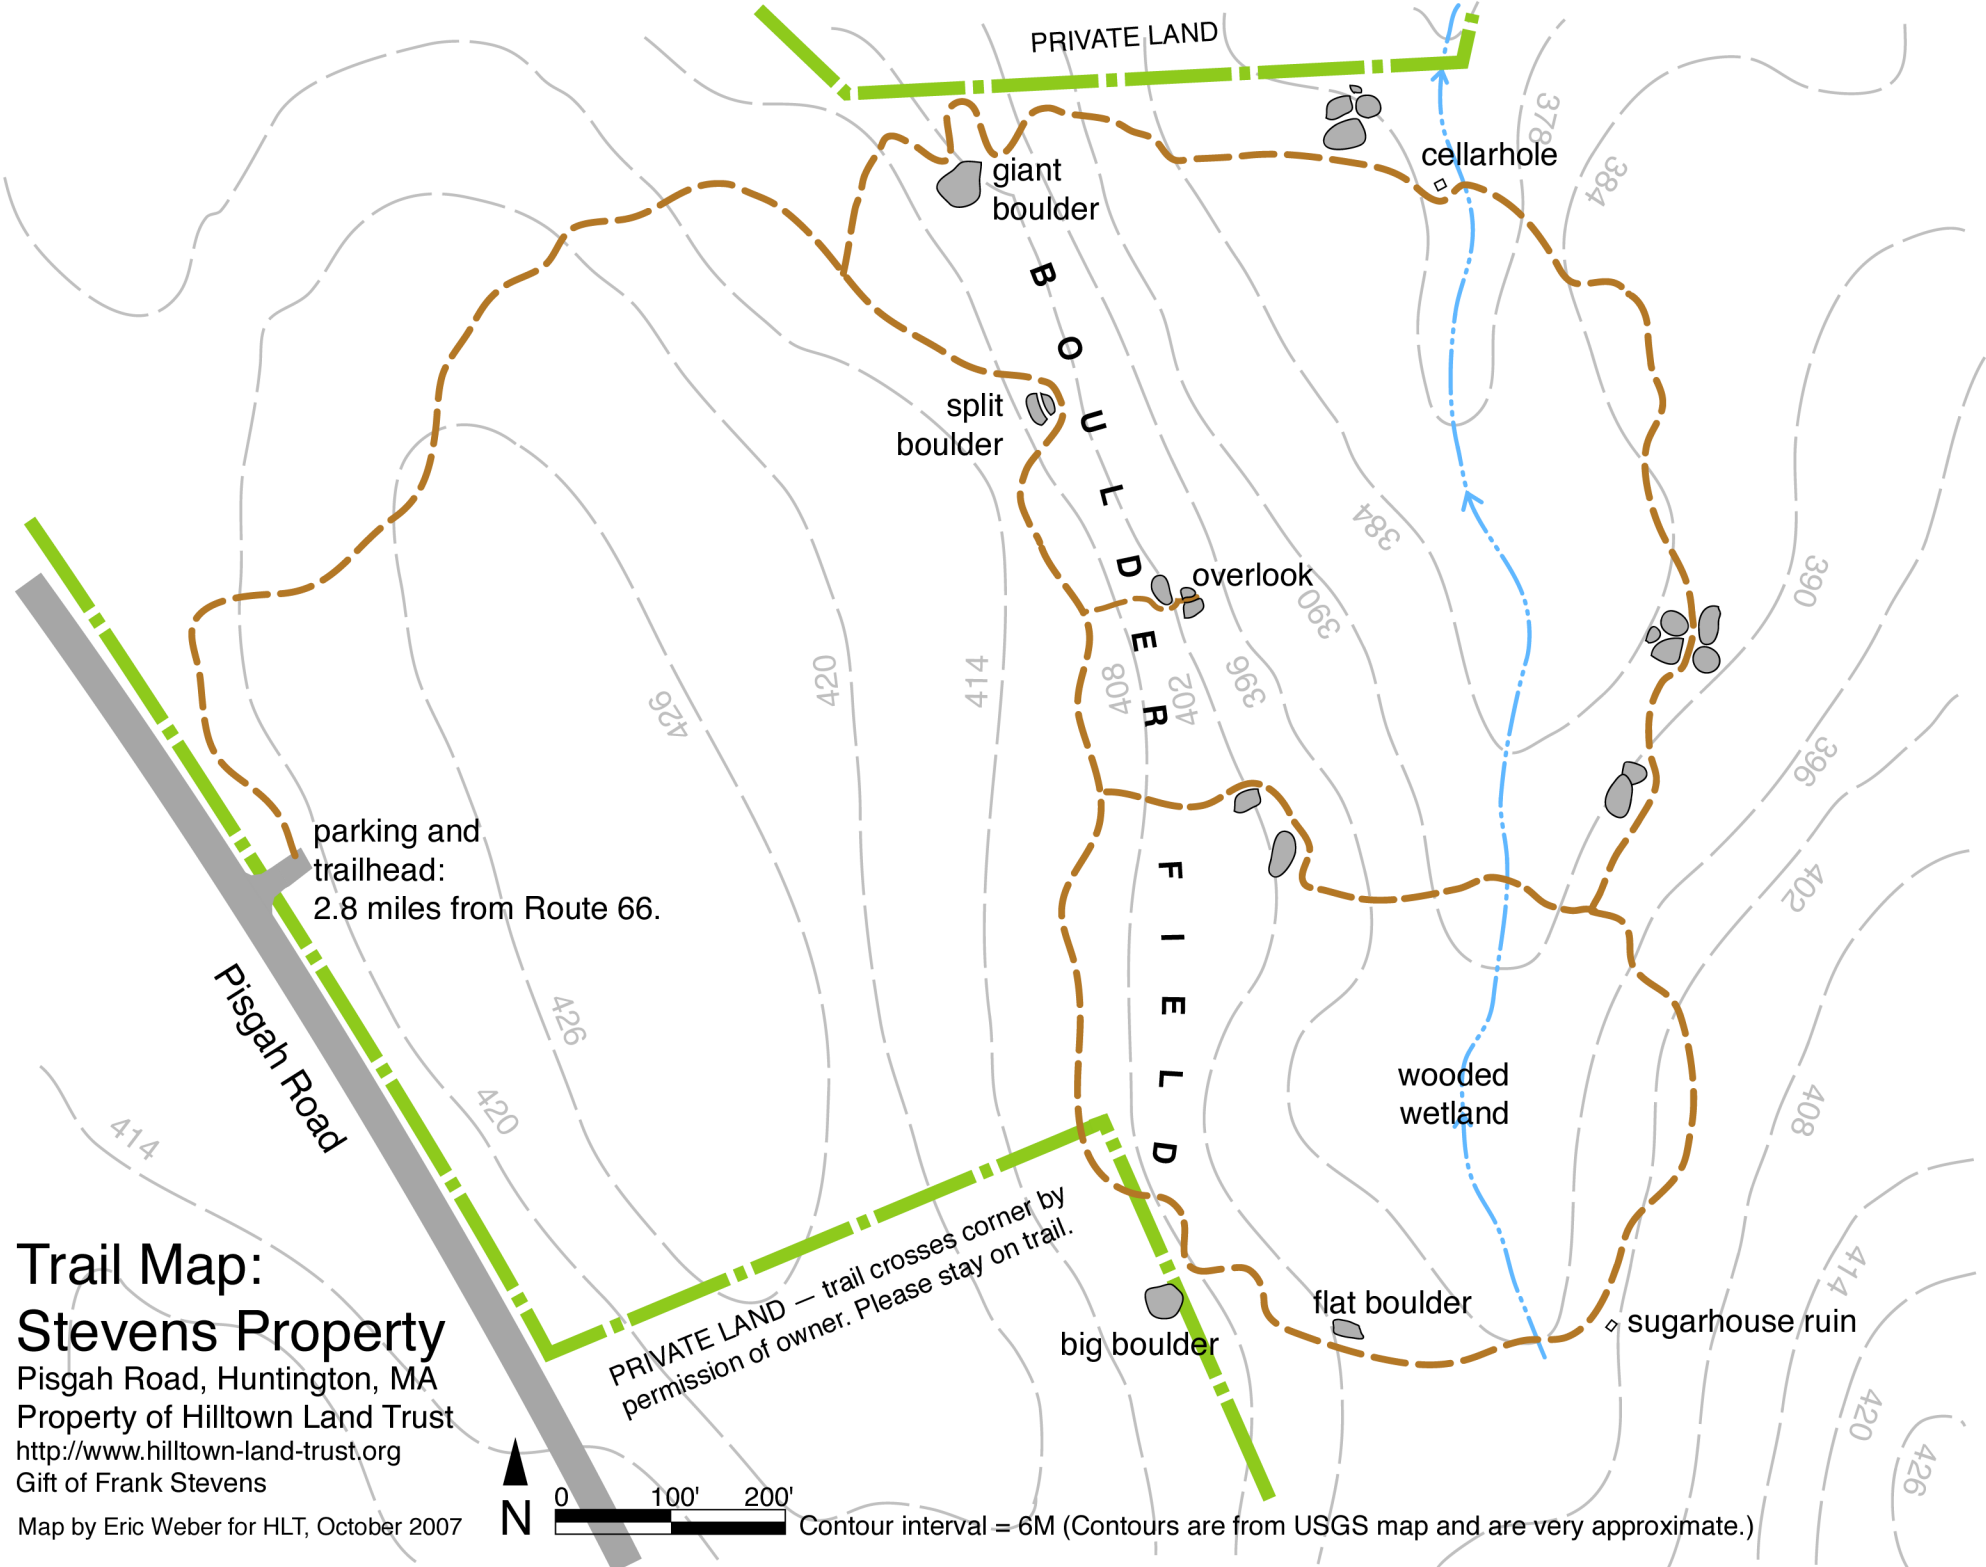 PRIVATE LAND
378
384
cellarhole
giant
boulder
BOULDER FIELD
split
boulder
384
overlook
390
390
420
414
408
402
396
426
396
parking and
trailhead:
2.8 miles from Route 66.
402
Pisgah Road
426
420
wooded
wetland
408
414
PRIVATE LAND — trail crosses corner by
permission of owner. Please stay on trail.
414
flat boulder
sugarhouse ruin
big boulder
420
426
Trail Map:
Stevens Property
Pisgah Road, Huntington, MA
Property of Hilltown Land Trust
http://www.hilltown-land-trust.org
Gift of Frank Stevens
Map by Eric Weber for HLT, October 2007
N
0 100' 200'
Contour interval = 6M (Contours are from USGS map and are very approximate.)